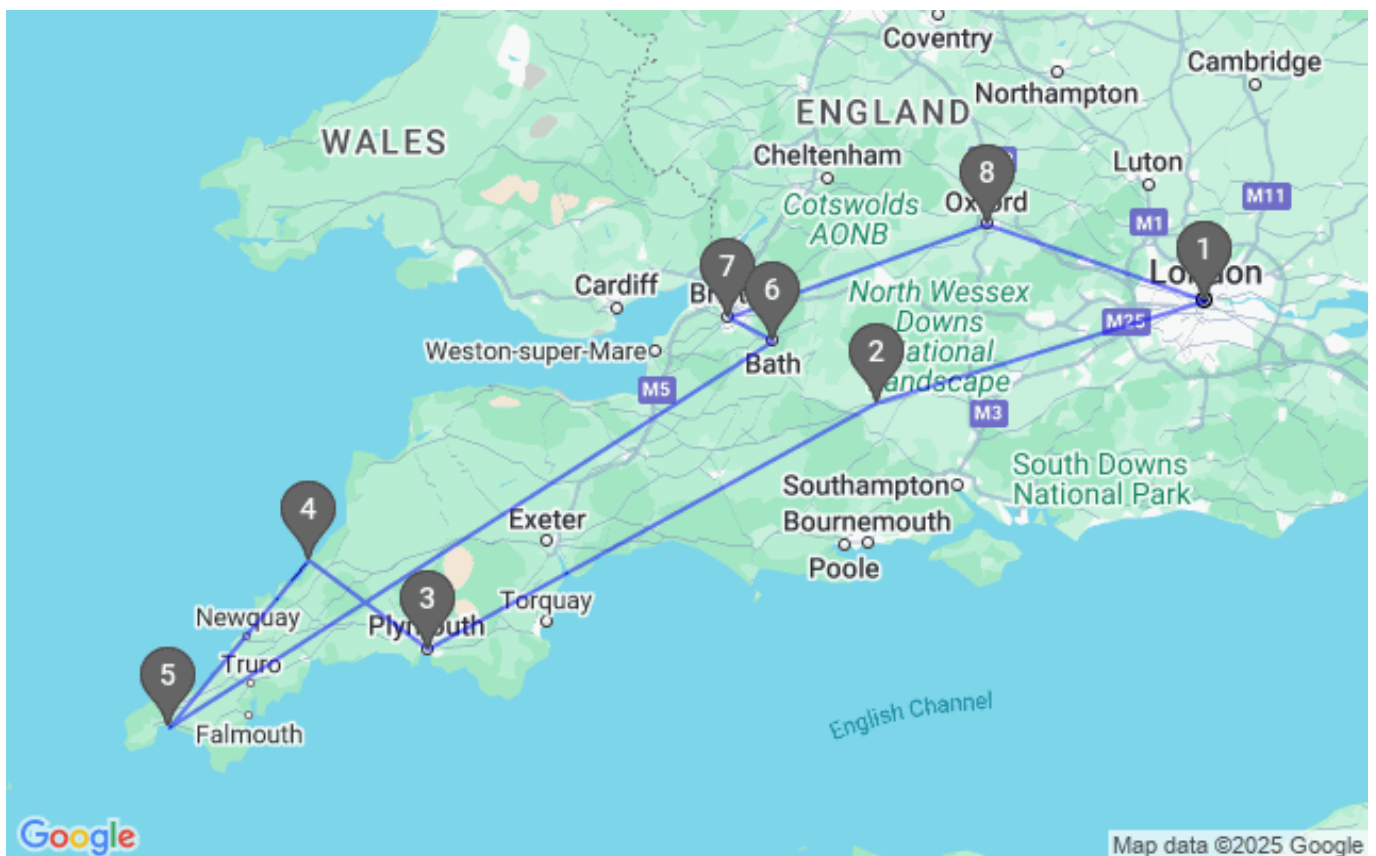 Coventry
Cambridge
Northampton
ENGLAND
WALES
Cheltenham
Luton
8
M11
Oxford
Cotswolds
AONB
M1
1
London
7
Cardiff
6
North Wessex
Downs
National
Landscape
M25
Weston-super-Mare
Bath
2
M5
M3
South Downs
National Park
Southampton
4
Exeter
Bournemouth
Poole
3
Torquay
Newquay
Plymouth
5
Truro
English Channel
Falmouth
Google
Map data ©2025 Google